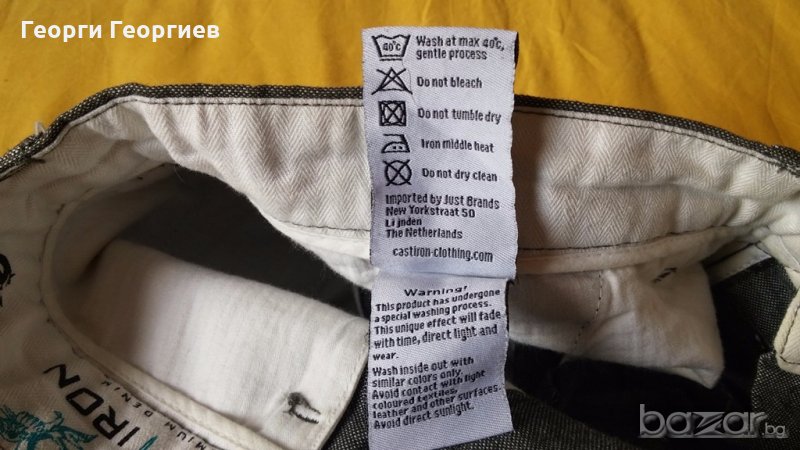 Георги Георгиев
40°C
Wash at max 40°C,
gentle process
Do not bleach
Do not tumble dry
Iron middle heat
Do not dry clean
Imported by Just Brands
New Yorkstraat 50
Lijnden
The Netherlands
castiron-clothing.com
Warning!
This product has undergone
a special washing process.
This unique effect will fade
with time, direct light and
wear.
Wash inside out with
similar colors only.
Avoid contact with light
coloured textiles,
leather and other surfaces.
Avoid direct sunlight.
IRON
MIUM DENIM
bazar.bg